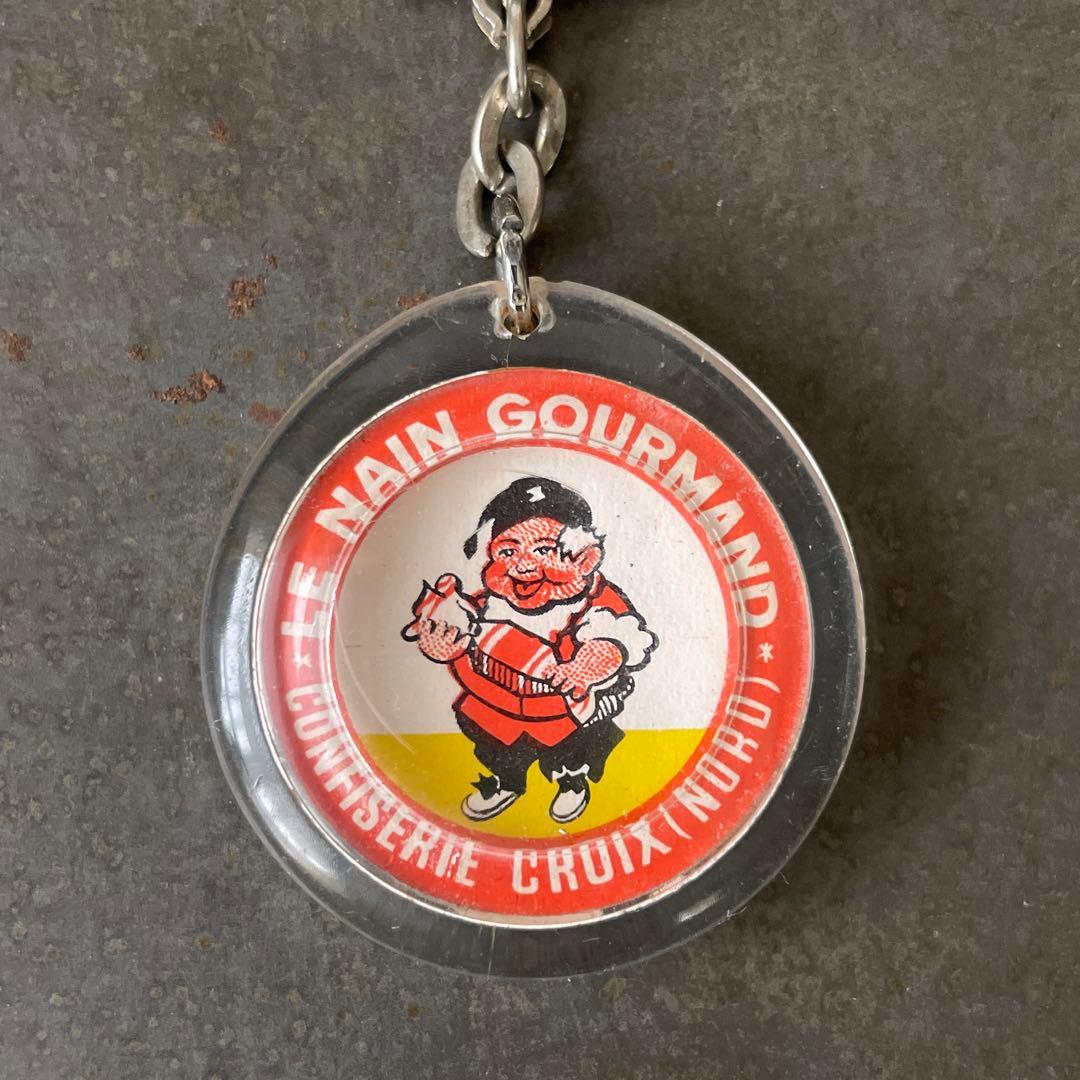 LE NAIN GOURMAND
* CONFISERIE CROIX (NORD) *